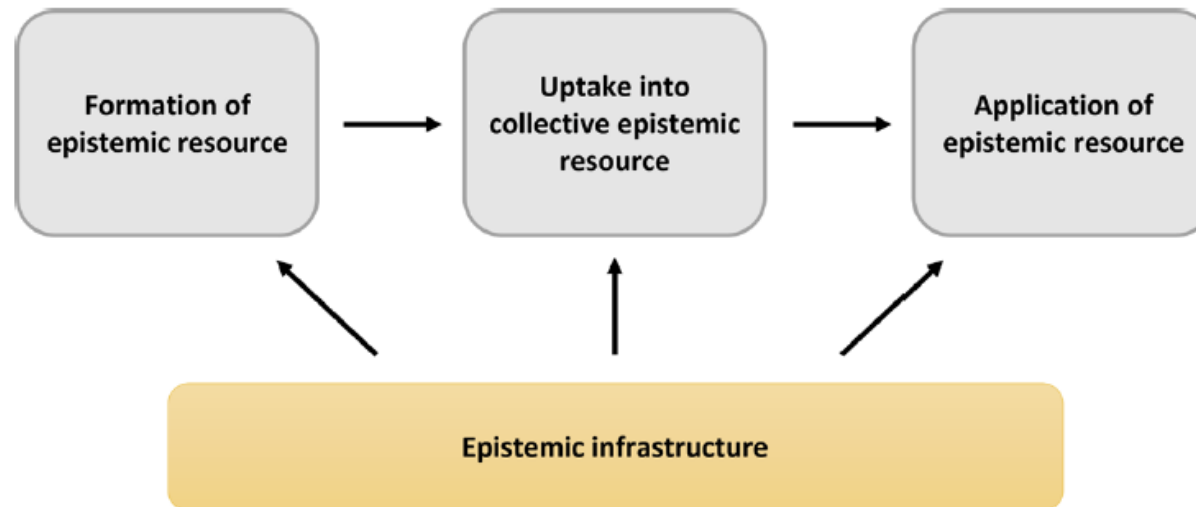 Formation of
epistemic resource
Uptake into
collective epistemic
resource
Application of
epistemic resource
Epistemic infrastructure